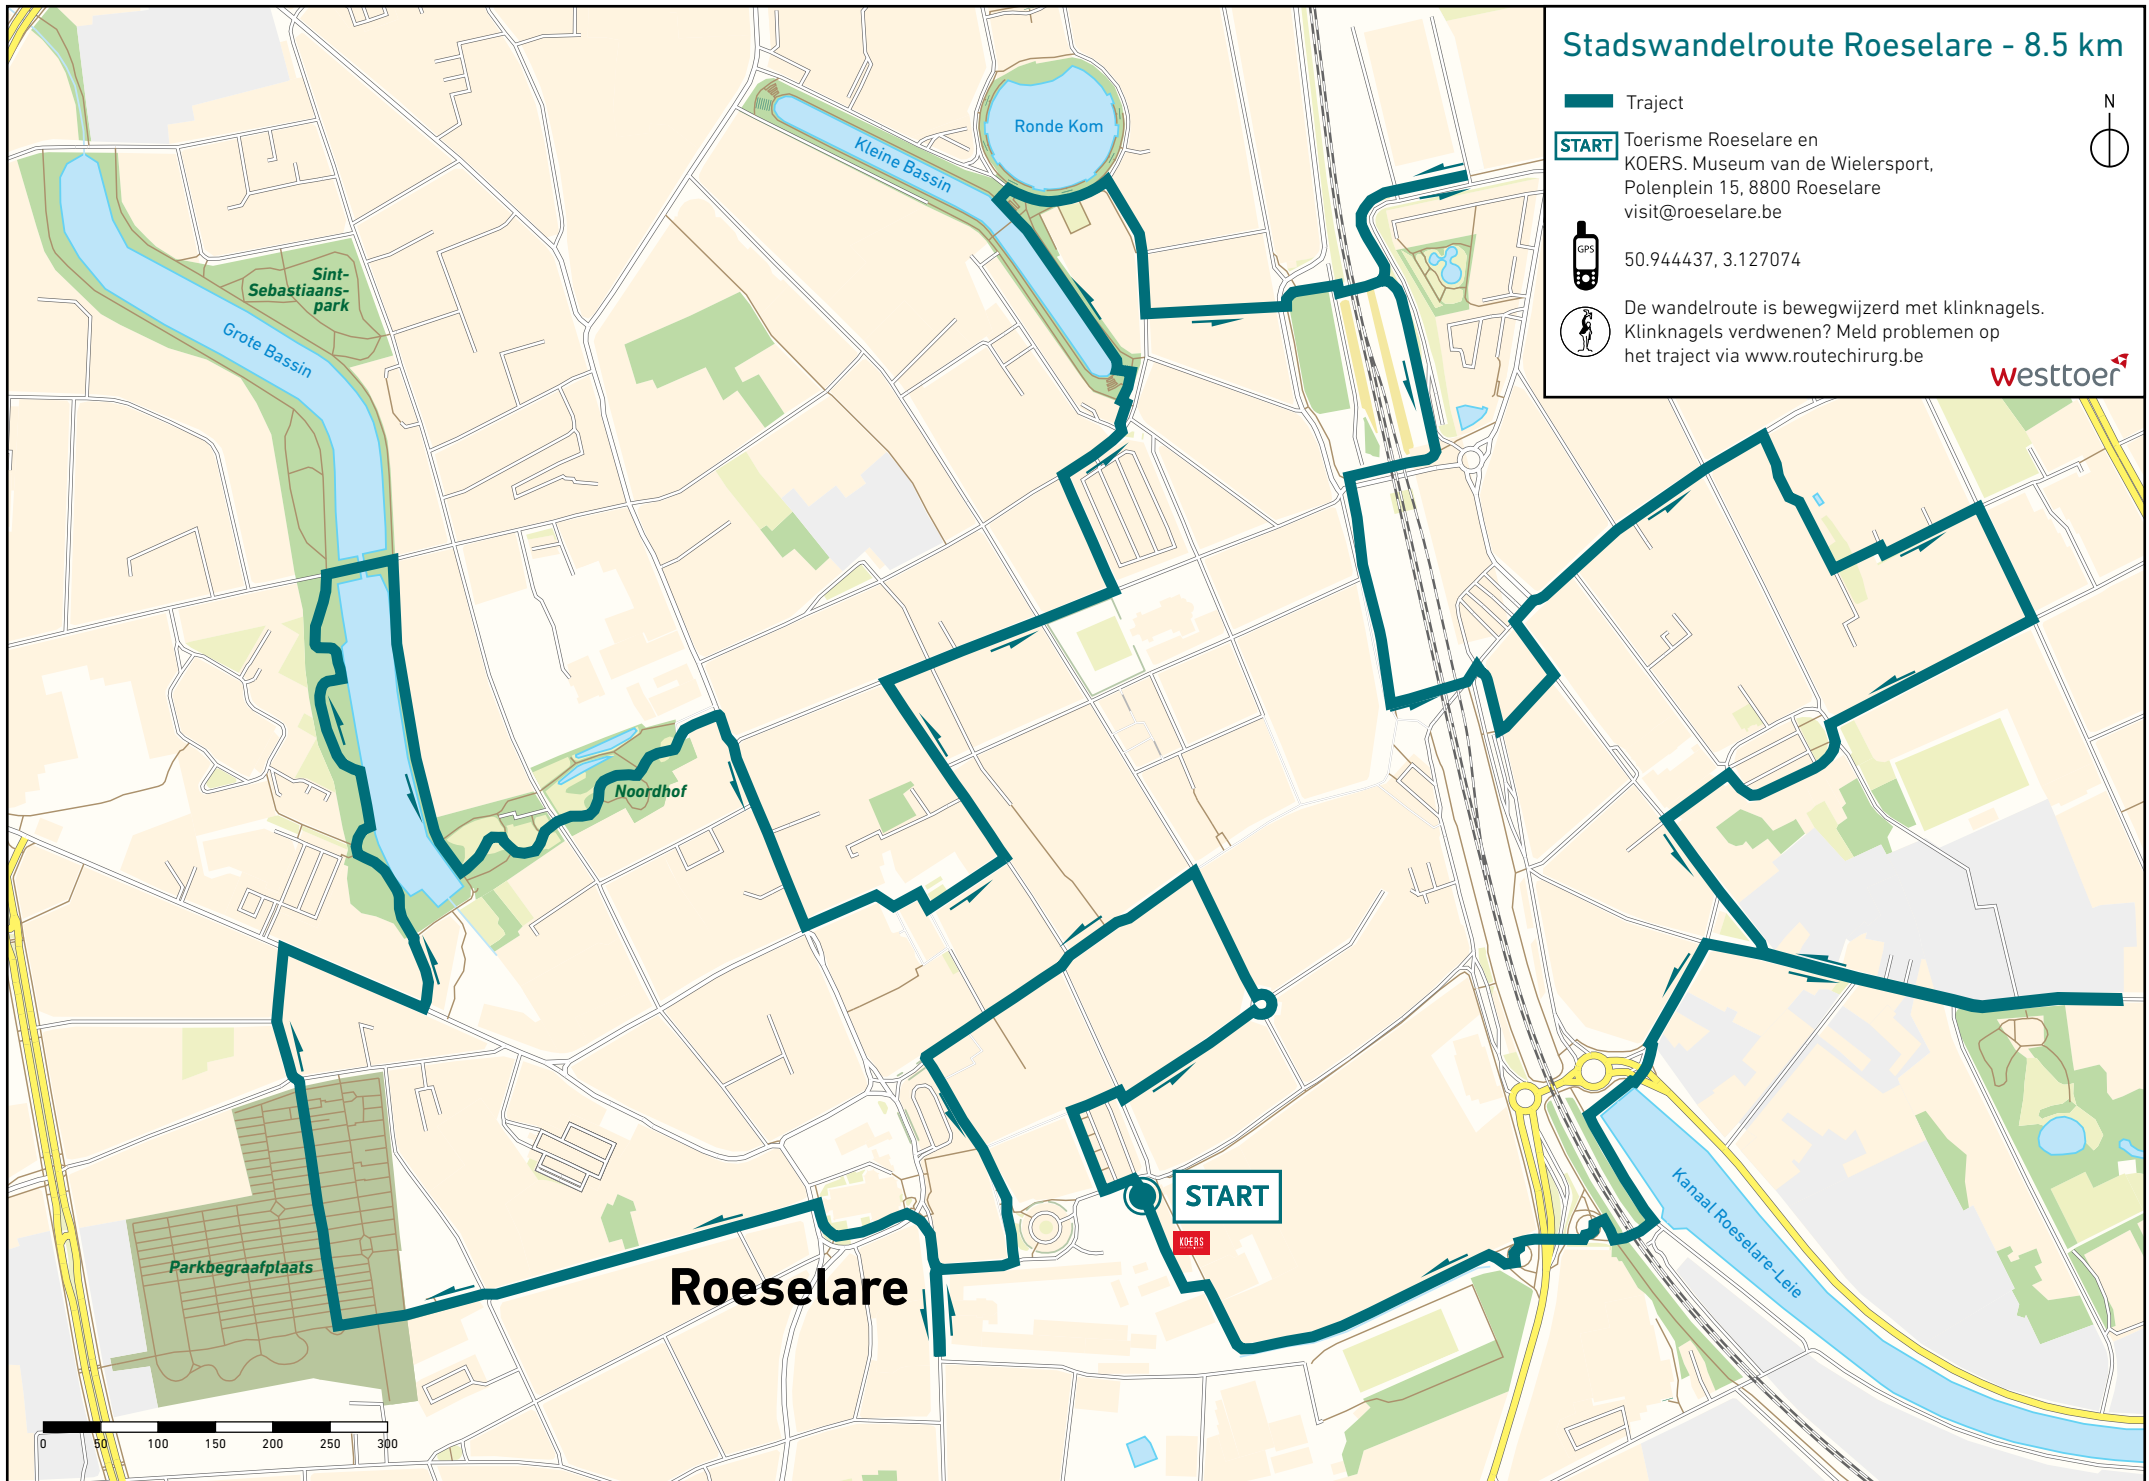 Stadswandelroute Roeselare - 8.5 km
Traject
N
START
Toerisme Roeselare en
KOERS. Museum van de Wielersport,
Polenplein 15, 8800 Roeselare
visit@roeselare.be
GPS
50.944437, 3.127074
De wandelroute is bewegwijzerd met klinknagels.
Klinknagels verdwenen? Meld problemen op
het traject via www.routechirurg.be
westtoer
Ronde Kom
Kleine Bassin
Sint-
Sebastiaans-
park
Grote Bassin
Noordhof
START
KOERS
Kanaal Roeselare-Leie
Parkbegraafplaats
Roeselare
0 50 100 150 200 250 300